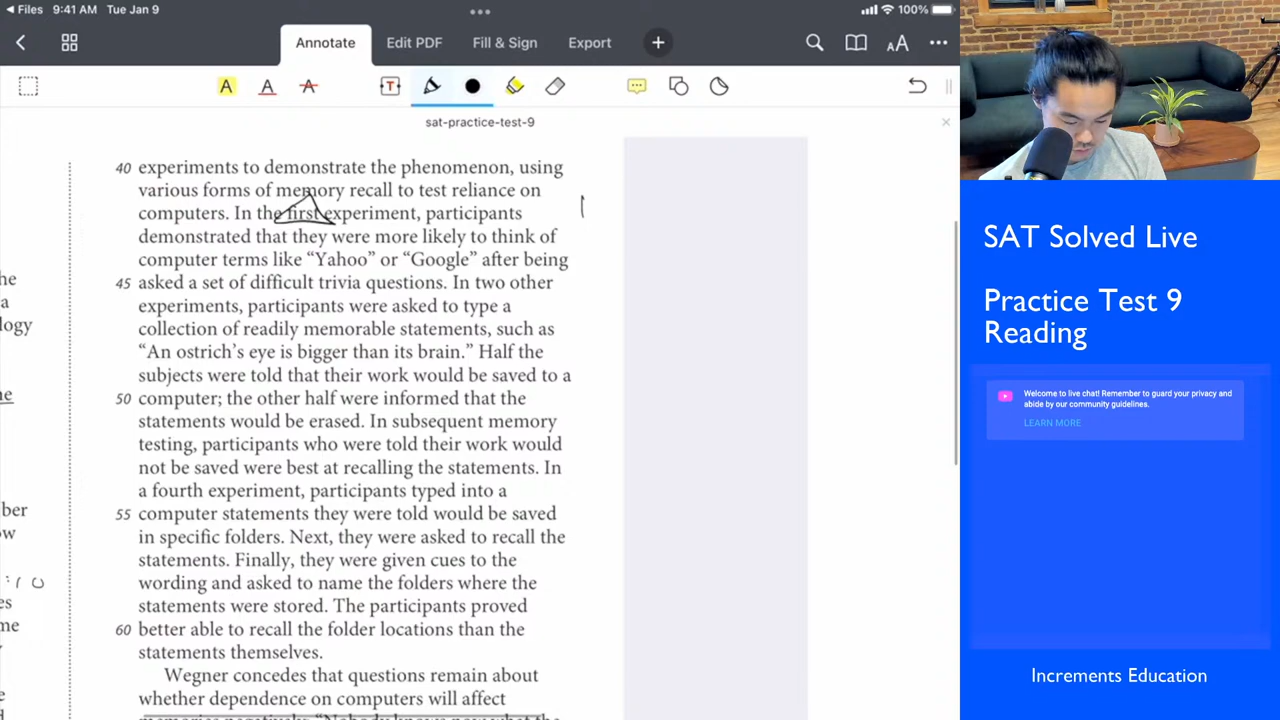 Files 9:41 AM Tue Jan 9 100%
Annotate Edit PDF Fill & Sign Export
sat-practice-test-9
40 experiments to demonstrate the phenomenon, using
various forms of memory recall to test reliance on
computers. In the first experiment, participants
demonstrated that they were more likely to think of
computer terms like “Yahoo” or “Google” after being
45 asked a set of difficult trivia questions. In two other
experiments, participants were asked to type a
collection of readily memorable statements, such as
“An ostrich’s eye is bigger than its brain.” Half the
subjects were told that their work would be saved to a
50 computer; the other half were informed that the
statements would be erased. In subsequent memory
testing, participants who were told their work would
not be saved were best at recalling the statements. In
a fourth experiment, participants typed into a
55 computer statements they were told would be saved
in specific folders. Next, they were asked to recall the
statements. Finally, they were given cues to the
wording and asked to name the folders where the
statements were stored. The participants proved
60 better able to recall the folder locations than the
statements themselves.
Wegner concedes that questions remain about
whether dependence on computers will affect
SAT Solved Live
Practice Test 9
Reading
Welcome to live chat! Remember to guard your privacy and
abide by our community guidelines.
LEARN MORE
Increments Education